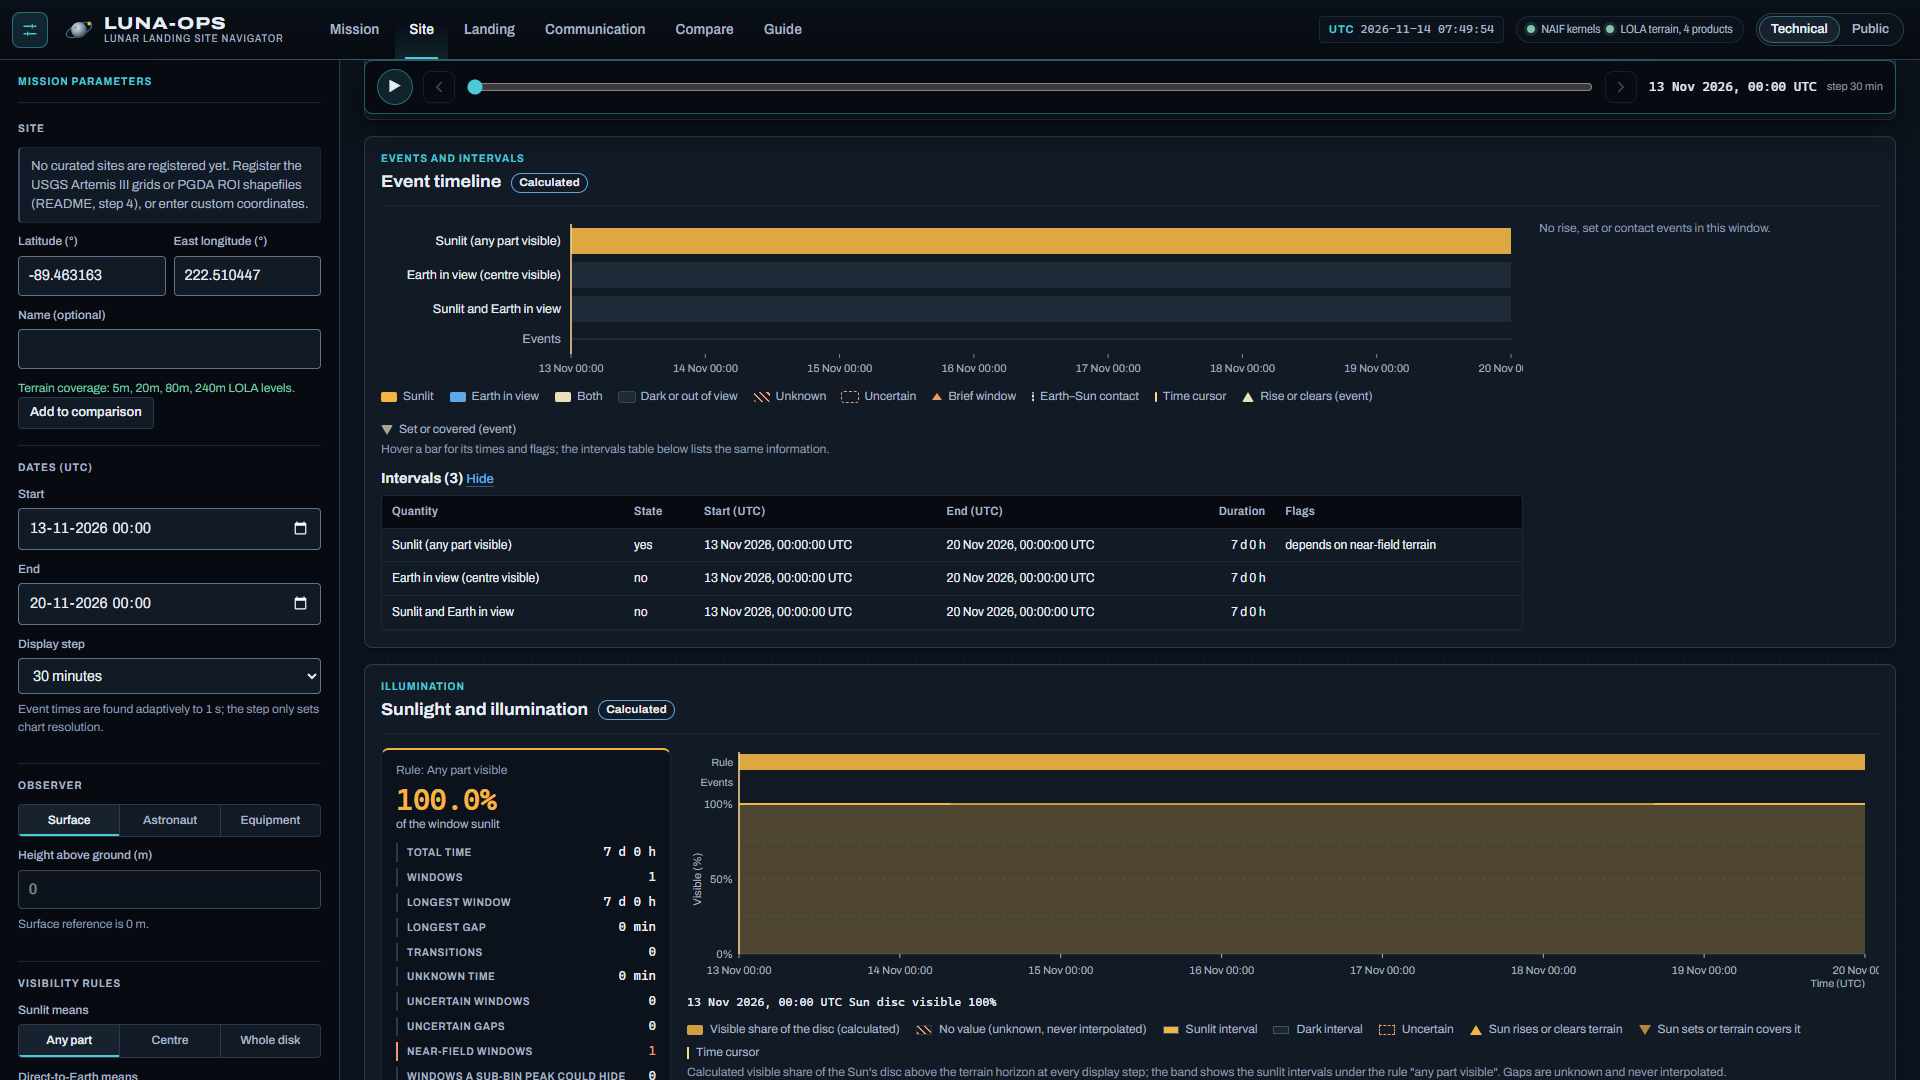 LUNA-OPS
LUNAR LANDING SITE NAVIGATOR
Mission
Site
Landing
Communication
Compare
Guide
UTC 2026-11-14 07:49:54
NAIF kernels
LOLA terrain, 4 products
Technical
Public
MISSION PARAMETERS
SITE
No curated sites are registered yet. Register the
USGS Artemis III grids or PGDA ROI shapefiles
(README, step 4), or enter custom coordinates.
Latitude (°)
East longitude (°)
-89.463163
222.510447
Name (optional)
Terrain coverage: 5m, 20m, 80m, 240m LOLA levels.
Add to comparison
DATES (UTC)
Start
13-11-2026 00:00
End
20-11-2026 00:00
Display step
30 minutes
Event times are found adaptively to 1 s; the step only sets
chart resolution.
OBSERVER
Surface
Astronaut
Equipment
Height above ground (m)
0
Surface reference is 0 m.
VISIBILITY RULES
Sunlit means
Any part
Centre
Whole disk
Direct-to-Earth means
13 Nov 2026, 00:00 UTC
step 30 min
EVENTS AND INTERVALS
Event timeline
Calculated
Sunlit (any part visible)
Earth in view (centre visible)
Sunlit and Earth in view
Events
13 Nov 00:00
14 Nov 00:00
15 Nov 00:00
16 Nov 00:00
17 Nov 00:00
18 Nov 00:00
19 Nov 00:00
20 Nov 0
No rise, set or contact events in this window.
Sunlit
Earth in view
Both
Dark or out of view
Unknown
Uncertain
Brief window
Earth–Sun contact
Time cursor
Rise or clears (event)
Set or covered (event)
Hover a bar for its times and flags; the intervals table below lists the same information.
Intervals (3) Hide
Quantity State Start (UTC) End (UTC) Duration Flags
Sunlit (any part visible) yes 13 Nov 2026, 00:00:00 UTC 20 Nov 2026, 00:00:00 UTC 7 d 0 h depends on near-field terrain
Earth in view (centre visible) no 13 Nov 2026, 00:00:00 UTC 20 Nov 2026, 00:00:00 UTC 7 d 0 h
Sunlit and Earth in view no 13 Nov 2026, 00:00:00 UTC 20 Nov 2026, 00:00:00 UTC 7 d 0 h
ILLUMINATION
Sunlight and illumination
Calculated
Rule: Any part visible
100.0%
of the window sunlit
TOTAL TIME 7 d 0 h
WINDOWS 1
LONGEST WINDOW 7 d 0 h
LONGEST GAP 0 min
TRANSITIONS 0
UNKNOWN TIME 0 min
UNCERTAIN WINDOWS 0
UNCERTAIN GAPS 0
NEAR-FIELD WINDOWS 1
WINDOWS A SUB-BIN PEAK COULD HIDE 0
Rule
Events
100%
50%
0%
Visible (%)
13 Nov 00:00
14 Nov 00:00
15 Nov 00:00
16 Nov 00:00
17 Nov 00:00
18 Nov 00:00
19 Nov 00:00
20 Nov 0
Time (UTC)
13 Nov 2026, 00:00 UTC Sun disc visible 100%
Visible share of the disc (calculated)
No value (unknown, never interpolated)
Sunlit interval
Dark interval
Uncertain
Sun rises or clears terrain
Sun sets or terrain covers it
Time cursor
Calculated visible share of the Sun's disc above the terrain horizon at every display step; the band shows the sunlit intervals under the rule "any part visible". Gaps are unknown and never interpolated.